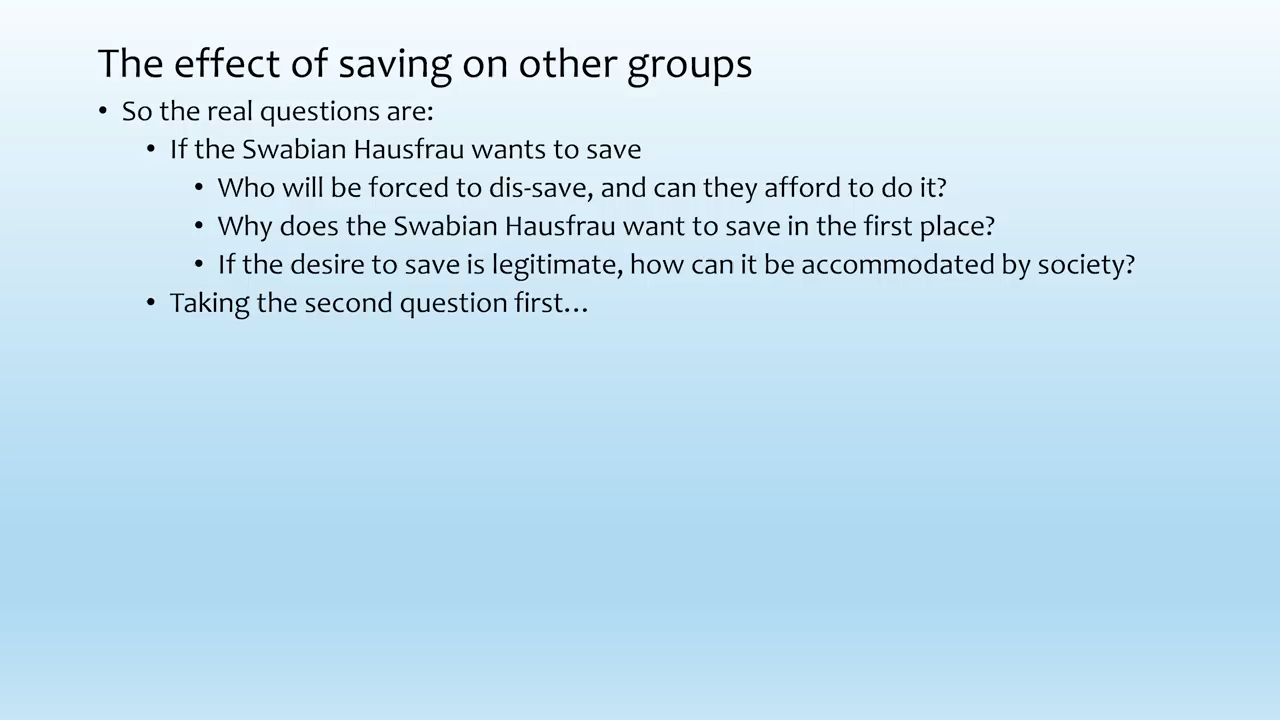 The effect of saving on other groups
• So the real questions are:
• If the Swabian Hausfrau wants to save
• Who will be forced to dis-save, and can they afford to do it?
• Why does the Swabian Hausfrau want to save in the first place?
• If the desire to save is legitimate, how can it be accommodated by society?
• Taking the second question first…